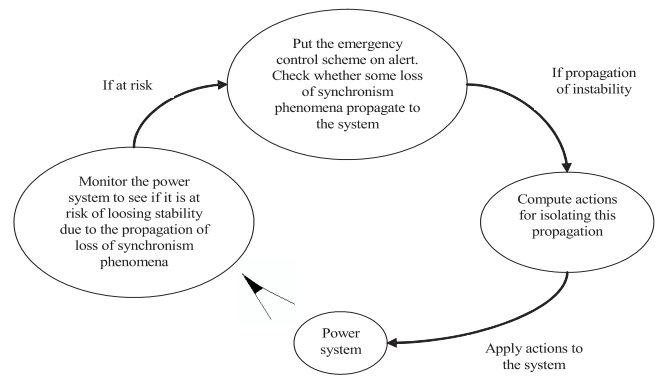 Put the emergency
control scheme on alert.
Check whether some loss
of synchronism
phenomena propagate to
the system
If at risk
If propagation
of instability
Monitor the power
system to see if it is at
risk of loosing stability
due to the propagation of
loss of synchronism
phenomena
Compute actions
for isolating this
propagation
Power
system
Apply actions to
the system